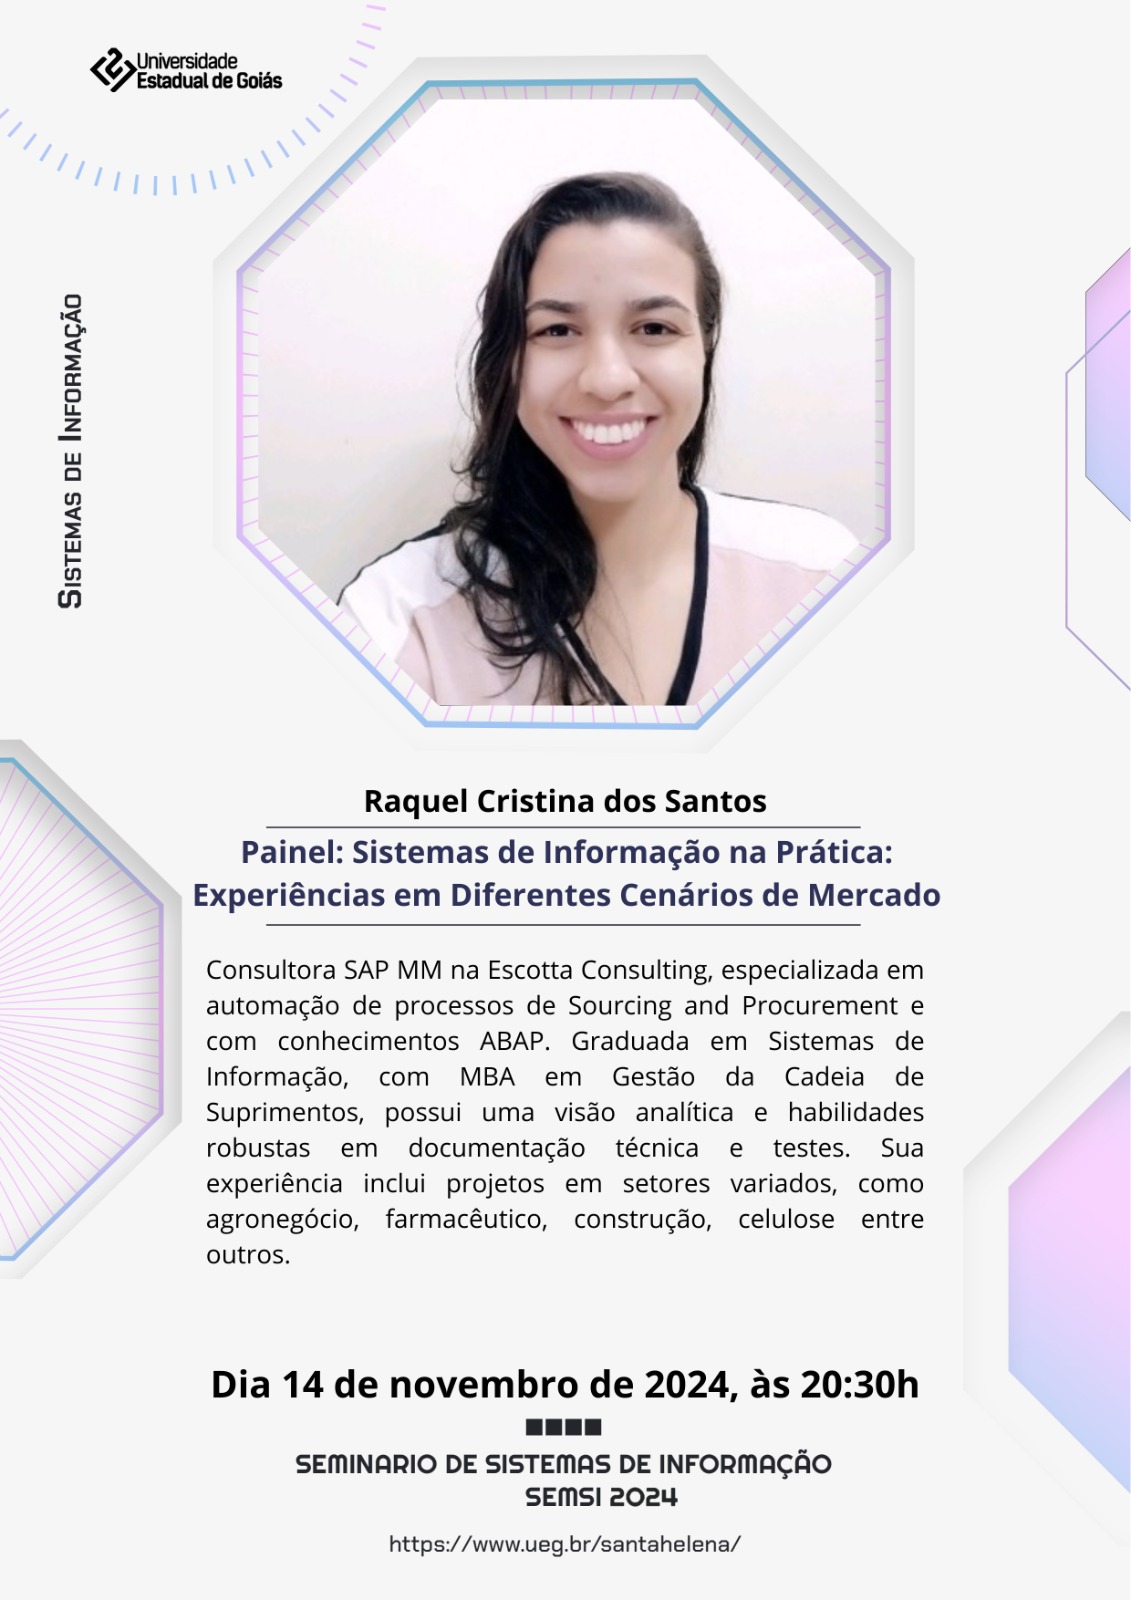 Universidade
Estadual de Goiás
Sistemas de Informação
Raquel Cristina dos Santos
Painel: Sistemas de Informação na Prática:
Experiências em Diferentes Cenários de Mercado
Consultora SAP MM na Escotta Consulting, especializada em
automação de processos de Sourcing and Procurement e
com conhecimentos ABAP. Graduada em Sistemas de
Informação, com MBA em Gestão da Cadeia de
Suprimentos, possui uma visão analítica e habilidades
robustas em documentação técnica e testes. Sua
experiência inclui projetos em setores variados, como
agronegócio, farmacêutico, construção, celulose entre
outros.
Dia 14 de novembro de 2024, às 20:30h
SEMINARIO DE SISTEMAS DE INFORMAÇÃO
SEMSI 2024
https://www.ueg.br/santahelena/